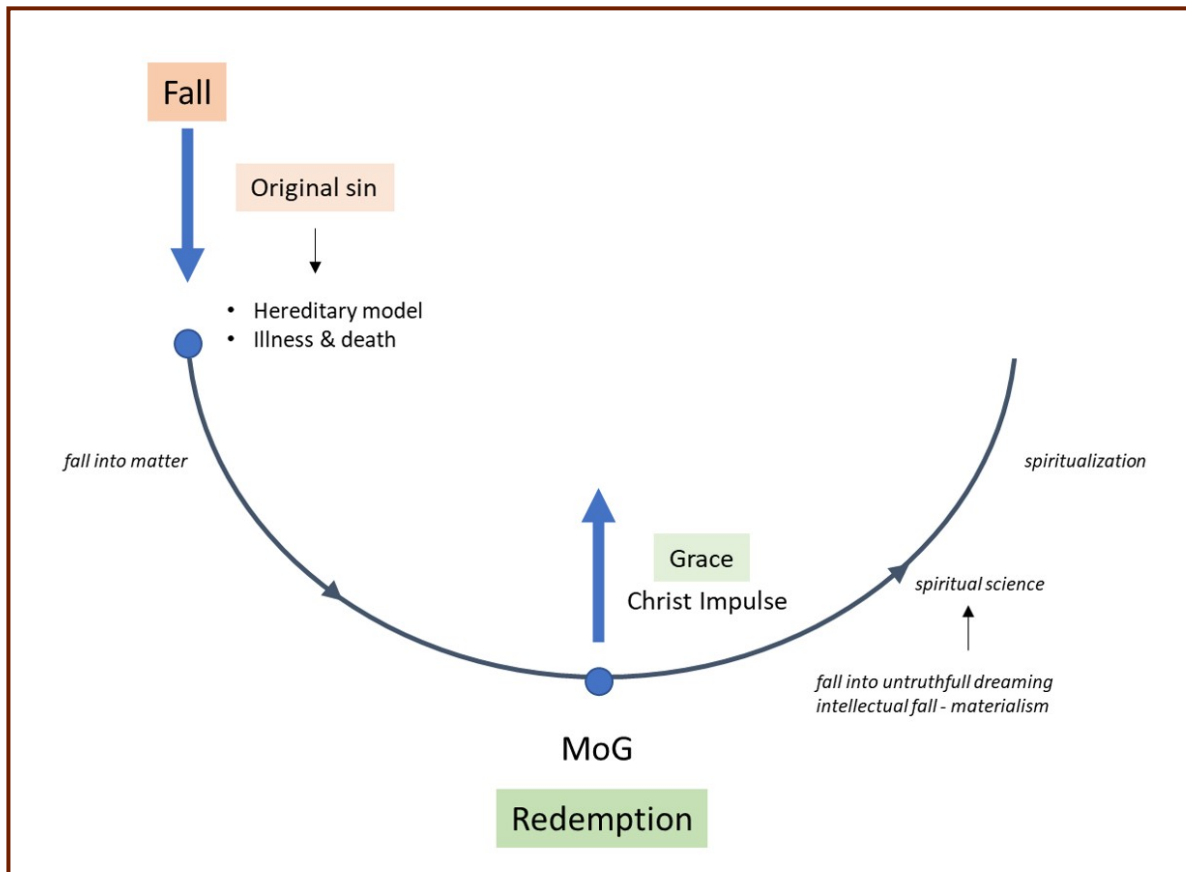 Fall
Original sin
• Hereditary model
• Illness & death
fall into matter
spiritualization
Grace
Christ Impulse
spiritual science
fall into untruthfull dreaming
intellectual fall - materialism
MoG
Redemption